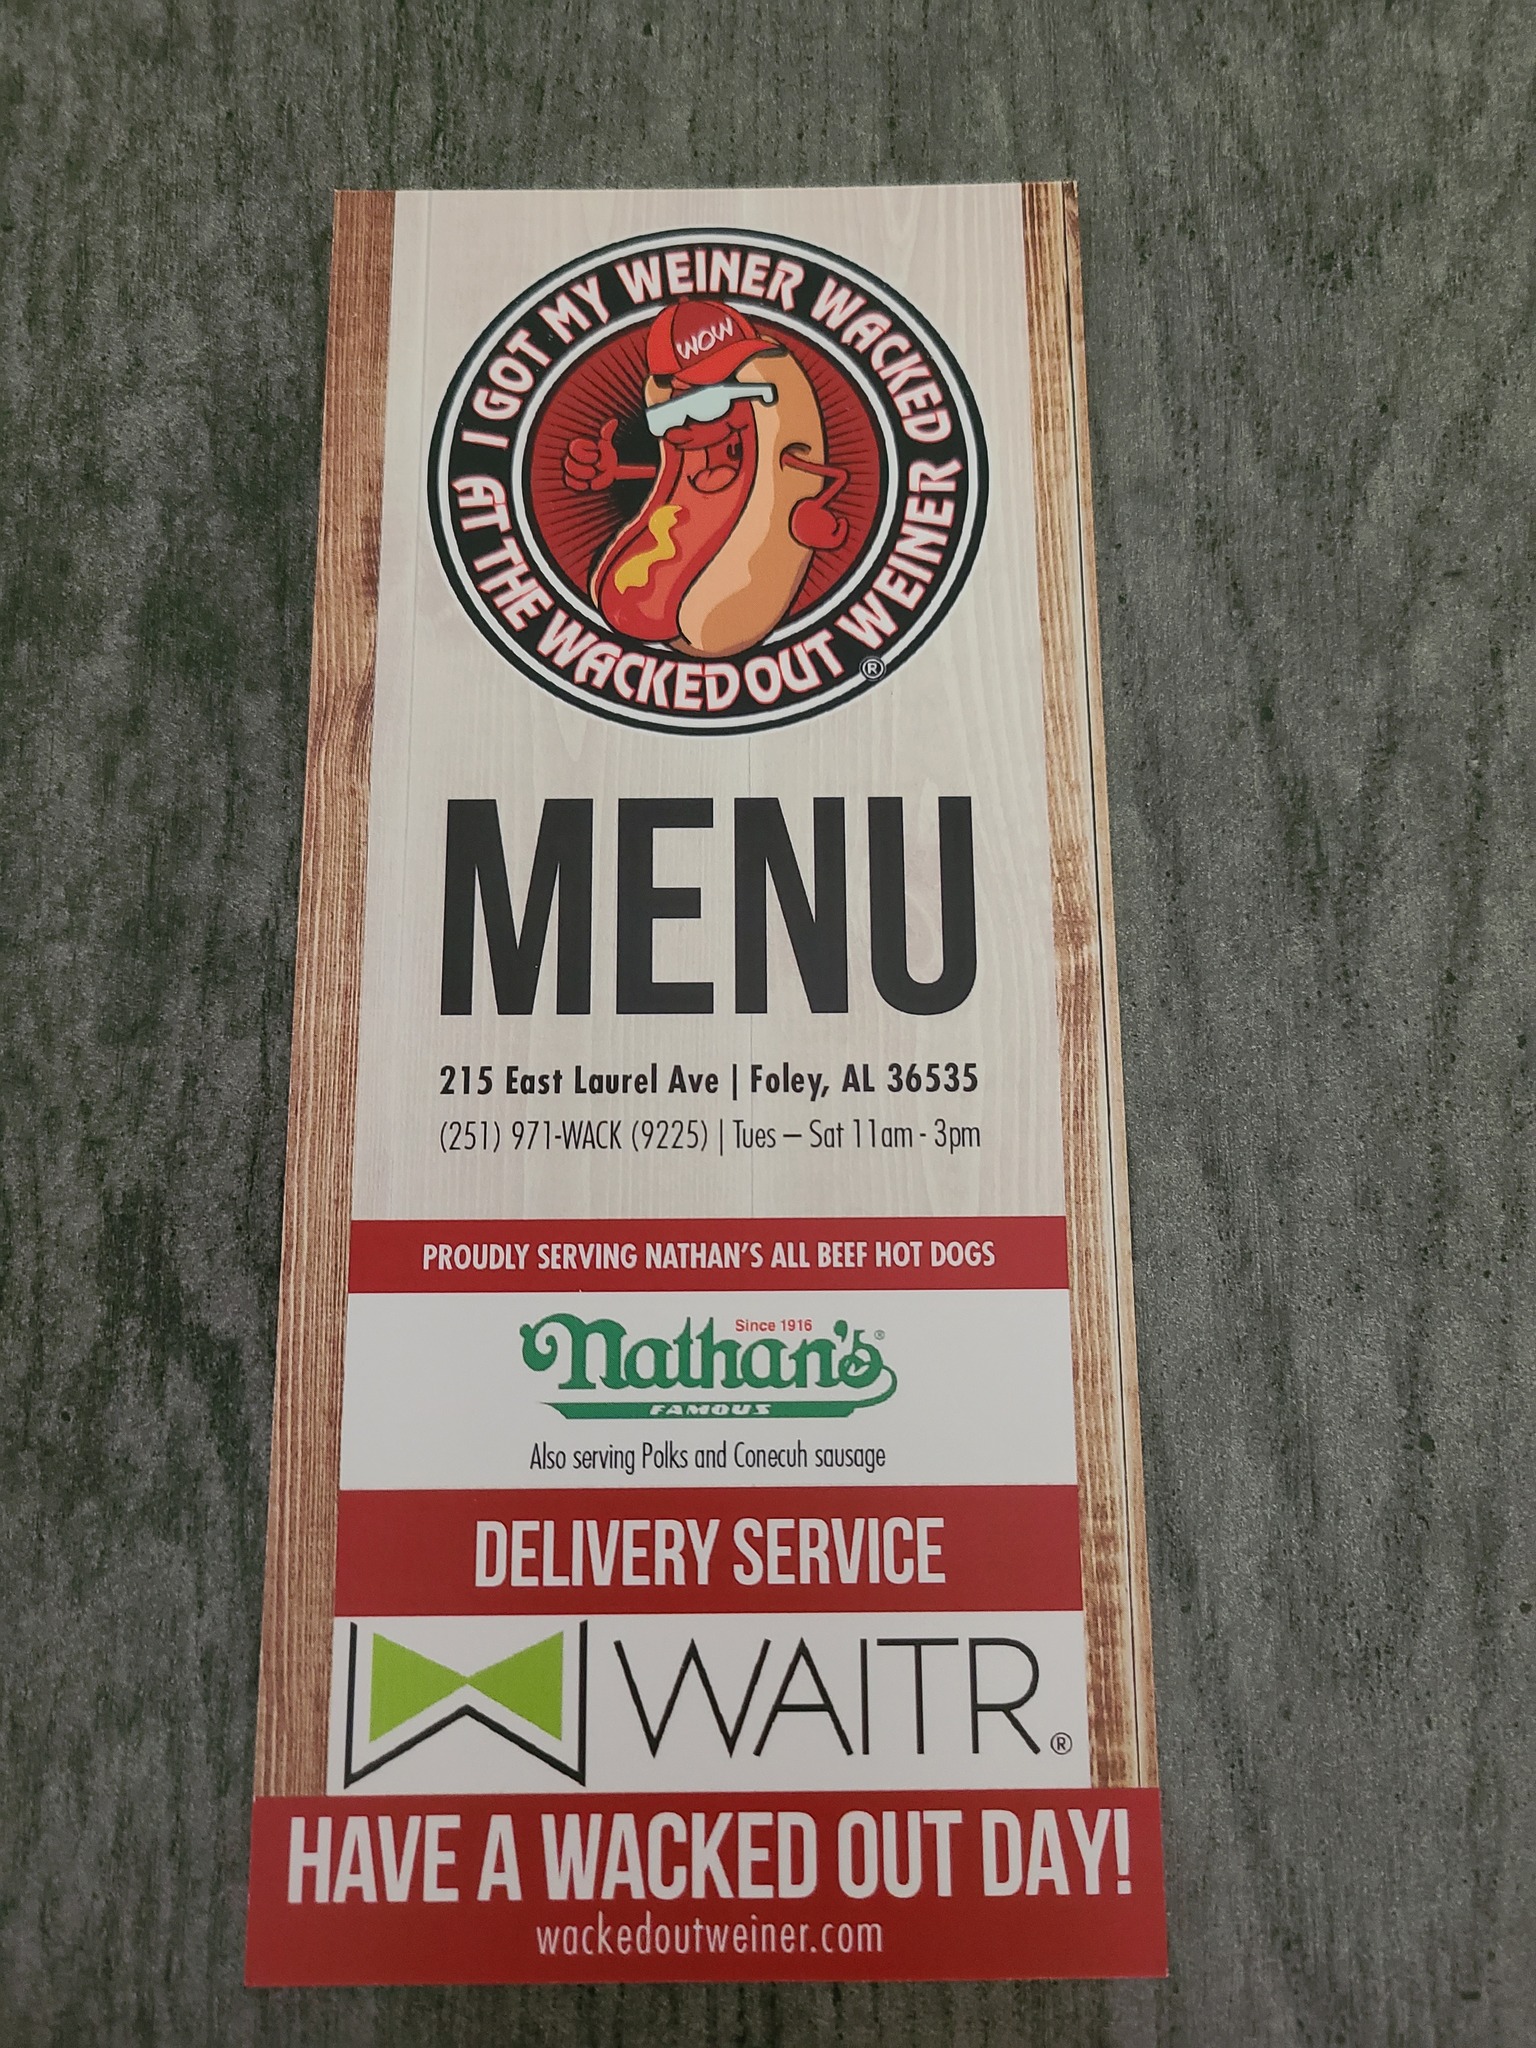 I GOT MY WEINER WACKED
AT THE WACKED OUT WEINER
®
WOW
MENU
215 East Laurel Ave | Foley, AL 36535
(251) 971-WACK (9225) | Tues – Sat 11am - 3pm
PROUDLY SERVING NATHAN'S ALL BEEF HOT DOGS
Since 1916
Nathan's®
FAMOUS
Also serving Polks and Conecuh sausage
DELIVERY SERVICE
WAITR®
HAVE A WACKED OUT DAY!
wackedoutweiner.com